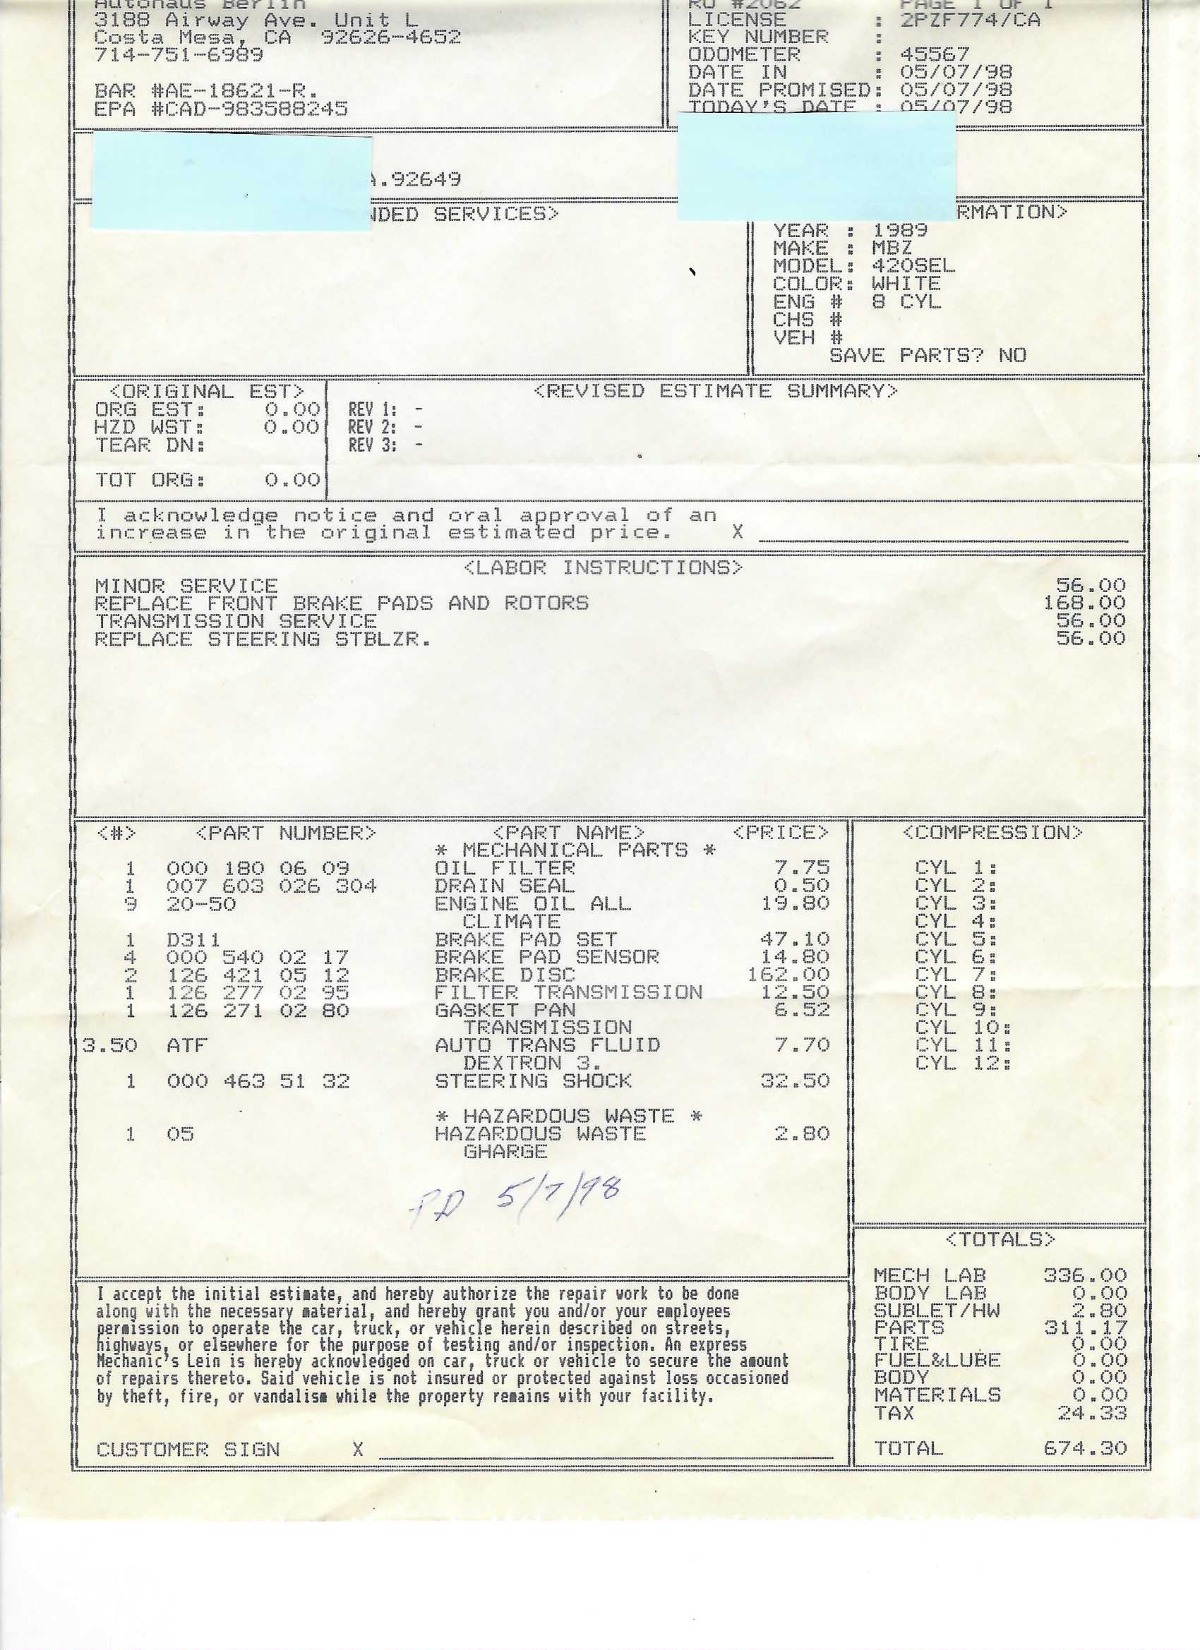 Autohaus Berlin
3188 Airway Ave. Unit L
Costa Mesa, CA 92626-4652
714-751-6989
BAR #AE-18621-R.
EPA #CAD-983588245
RO #2062 PAGE 1 OF 1
LICENSE : 2PZF774/CA
KEY NUMBER :
ODOMETER : 45567
DATE IN : 05/07/98
DATE PROMISED: 05/07/98
TODAY'S DATE : 05/07/98
A.92649
NDED SERVICES>
RMATION>
YEAR : 1989
MAKE : MBZ
MODEL: 420SEL
COLOR: WHITE
ENG # 8 CYL
CHS #
VEH #
SAVE PARTS? NO
<ORIGINAL EST>
ORG EST: 0.00
HZD WST: 0.00
TEAR DN:
TOT ORG: 0.00
<REVISED ESTIMATE SUMMARY>
REV 1: -
REV 2: -
REV 3: -
I acknowledge notice and oral approval of an
increase in the original estimated price. X
<LABOR INSTRUCTIONS>
MINOR SERVICE 56.00
REPLACE FRONT BRAKE PADS AND ROTORS 168.00
TRANSMISSION SERVICE 56.00
REPLACE STEERING STBLZR. 56.00
<#> <PART NUMBER> <PART NAME> <PRICE>
* MECHANICAL PARTS *
1 000 180 06 09 OIL FILTER 7.75
1 007 603 026 304 DRAIN SEAL 0.50
9 20-50 ENGINE OIL ALL 19.80
CLIMATE
1 D311 BRAKE PAD SET 47.10
4 000 540 02 17 BRAKE PAD SENSOR 14.80
2 126 421 05 12 BRAKE DISC 162.00
1 126 277 02 95 FILTER TRANSMISSION 12.50
1 126 271 02 80 GASKET PAN 6.52
TRANSMISSION
3.50 ATF AUTO TRANS FLUID 7.70
DEXTRON 3.
1 000 463 51 32 STEERING SHOCK 32.50
* HAZARDOUS WASTE *
1 05 HAZARDOUS WASTE 2.80
GHARGE
PD 5/7/98
<COMPRESSION>
CYL 1:
CYL 2:
CYL 3:
CYL 4:
CYL 5:
CYL 6:
CYL 7:
CYL 8:
CYL 9:
CYL 10:
CYL 11:
CYL 12:
I accept the initial estimate, and hereby authorize the repair work to be done
along with the necessary material, and hereby grant you and/or your employees
permission to operate the car, truck, or vehicle herein described on streets,
highways, or elsewhere for the purpose of testing and/or inspection. An express
Mechanic's Lein is hereby acknowledged on car, truck or vehicle to secure the amount
of repairs thereto. Said vehicle is not insured or protected against loss occasioned
by theft, fire, or vandalism while the property remains with your facility.
CUSTOMER SIGN X
<TOTALS>
MECH LAB 336.00
BODY LAB 0.00
SUBLET/HW 2.80
PARTS 311.17
TIRE 0.00
FUEL&LUBE 0.00
BODY 0.00
MATERIALS 0.00
TAX 24.33
TOTAL 674.30